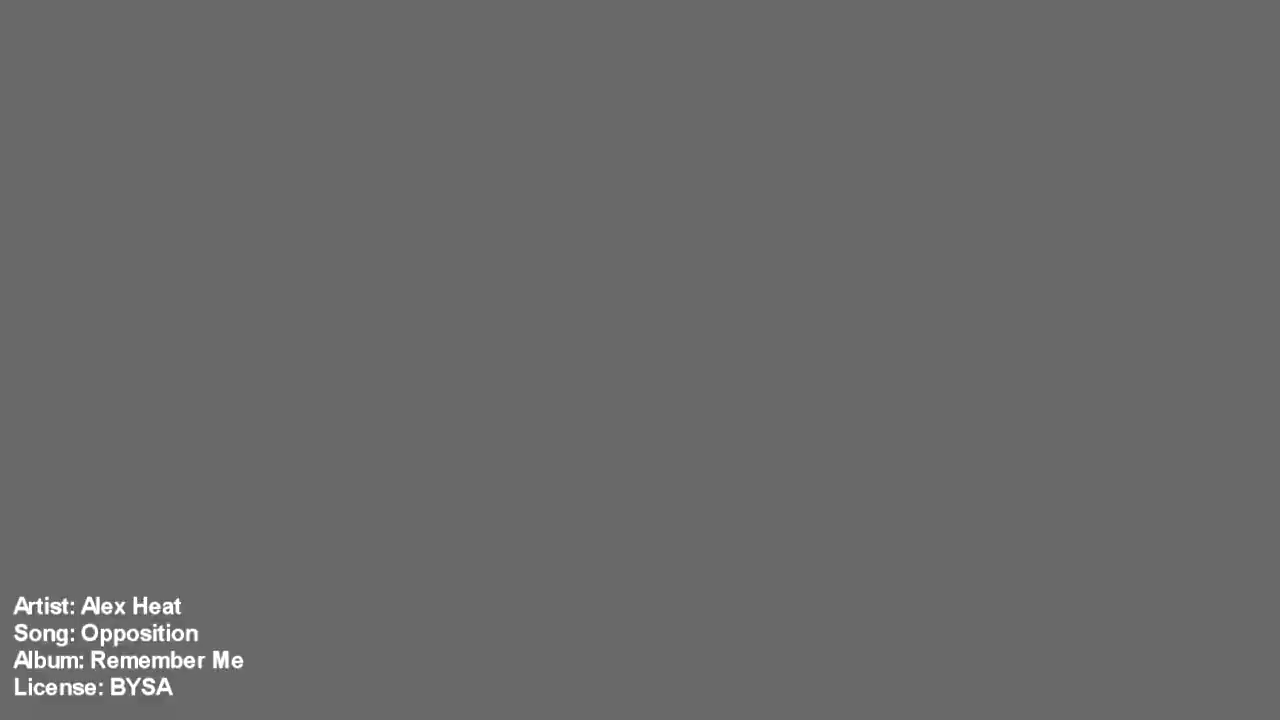 Artist: Alex Heat
Song: Opposition
Album: Remember Me
License: BYSA